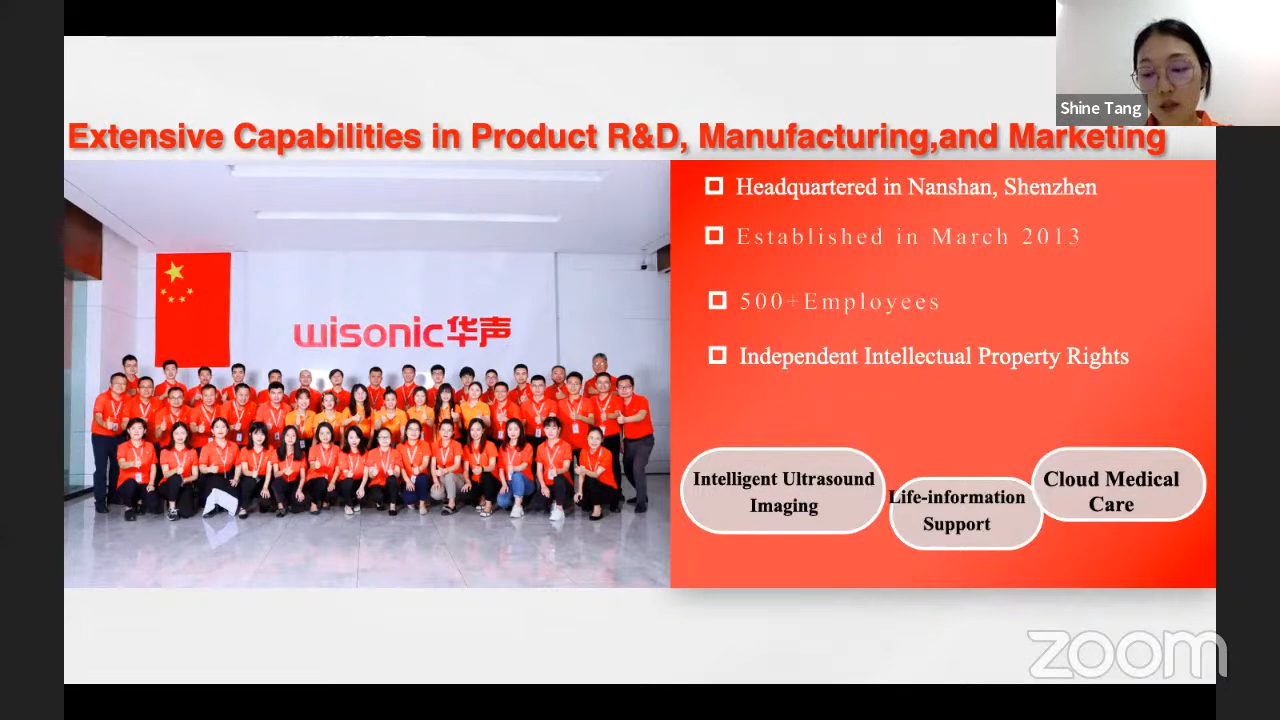 Shine Tang
Extensive Capabilities in Product R&D, Manufacturing,and Marketing
wisonic华声
Headquartered in Nanshan, Shenzhen
Established in March 2013
500+Employees
Independent Intellectual Property Rights
Intelligent Ultrasound
Imaging
Life-information
Support
Cloud Medical
Care
zoom